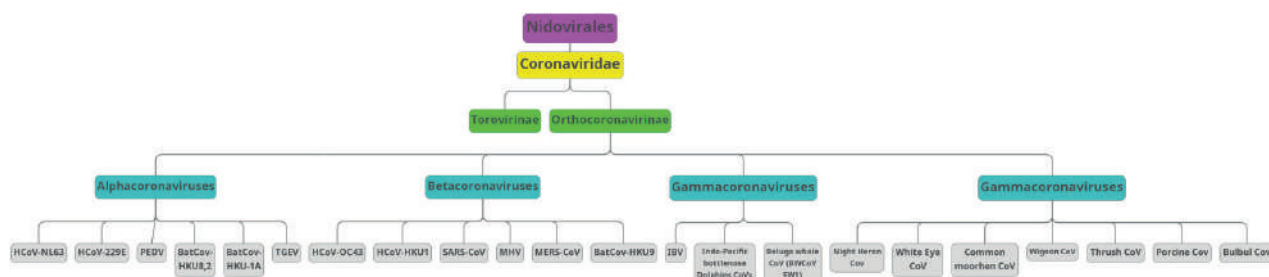 Nidovirales
Coronaviridae
Torovirinae
Orthocoronavirinae
Alphacoronaviruses
Betacoronaviruses
Gammacoronaviruses
Gammacoronaviruses
HCoV-NL63
HCoV-229E
PEDV
BatCov-
HKU8,2
BatCov-
HKU-1A
TGEV
HCoV-OC43
HCoV-HKU1
SARS-CoV
MHV
MERS-CoV
BatCov-HKU9
IBV
Indo-Pacific
bottlenose
Dolphins CoVs
Beluga whale
CoV (BWCoV
SW1)
Night Heron
Cov
White Eye
CoV
Common
moorhen CoV
Wigeon CoV
Thrush CoV
Porcine Cov
Bulbul Cov